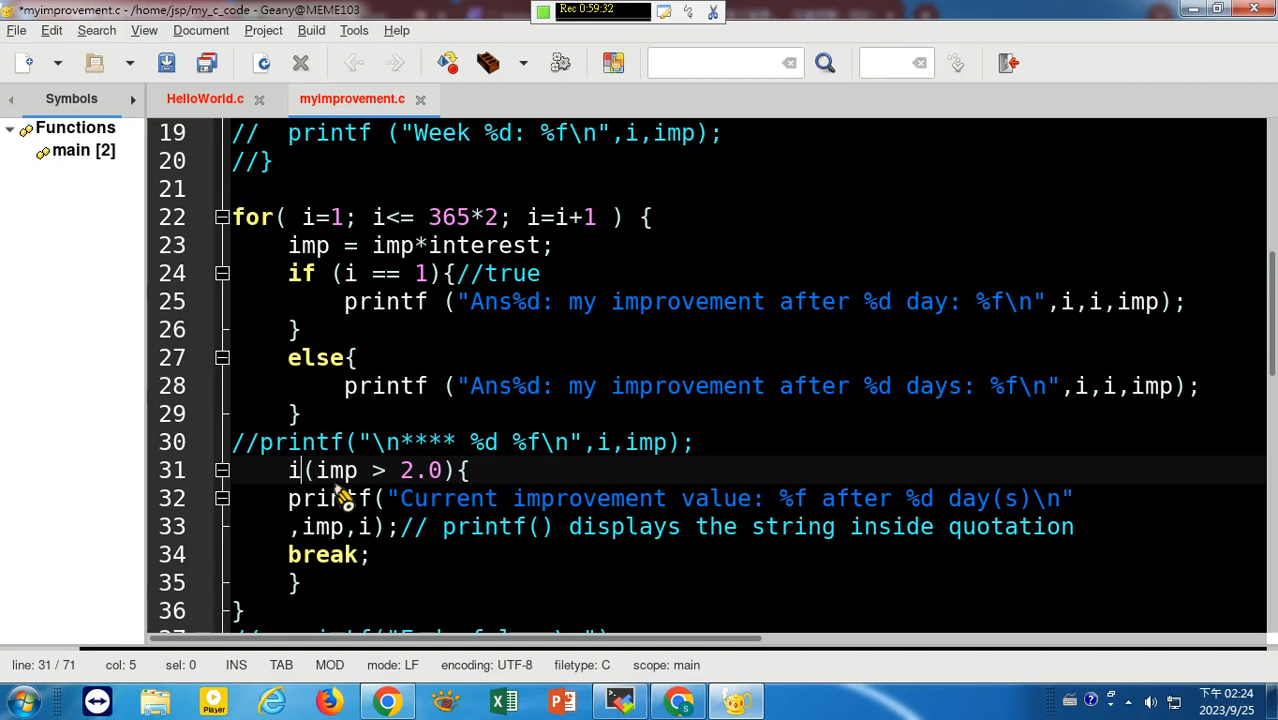 *myimprovement.c - /home/jsp/my_c_code - Geany@MEME103
Rec 0:59:32
File Edit Search View Document Project Build Tools Help
Symbols
HelloWorld.c
myimprovement.c
Functions
main [2]
19 //  printf ("Week %d: %f\n",i,imp);
20 //}
21
22 for( i=1; i<= 365*2; i=i+1 ) {
23     imp = imp*interest;
24     if (i == 1){//true
25         printf ("Ans%d: my improvement after %d day: %f\n",i,i,imp);
26     }
27     else{
28         printf ("Ans%d: my improvement after %d days: %f\n",i,i,imp);
29     }
30 //printf("\n**** %d %f\n",i,imp);
31     i(imp > 2.0){
32     printf("Current improvement value: %f after %d day(s)\n"
33     ,imp,i);// printf() displays the string inside quotation
34     break;
35     }
36 }
line: 31 / 71 col: 5 sel: 0 INS TAB MOD mode: LF encoding: UTF-8 filetype: C scope: main
Player
下午 02:24
2023/9/25